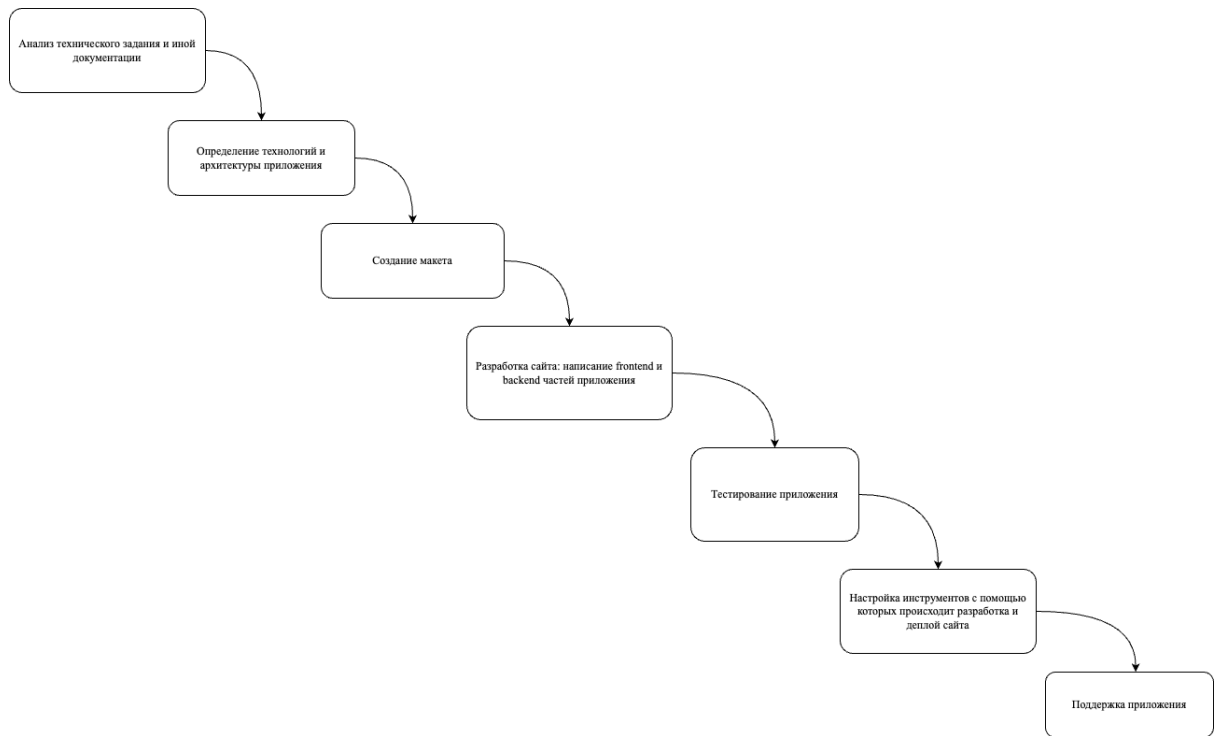 Анализ технического задания и иной
документации
Определение технологий и
архитектуры приложения
Создание макета
Разработка сайта: написание frontend и
backend частей приложения
Тестирование приложения
Настройка инструментов с помощью
которых происходит разработка и
деплой сайта
Поддержка приложения